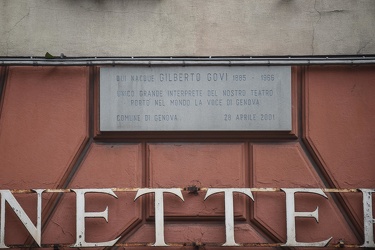 QUI NACQUE GILBERTO GOVI 1885 - 1966
UNICO GRANDE INTERPRETE DEL NOSTRO TEATRO
PORTO NEL MONDO LA VOCE DI GENOVA
COMUNE DI GENOVA 28 APRILE 2001
NETTE